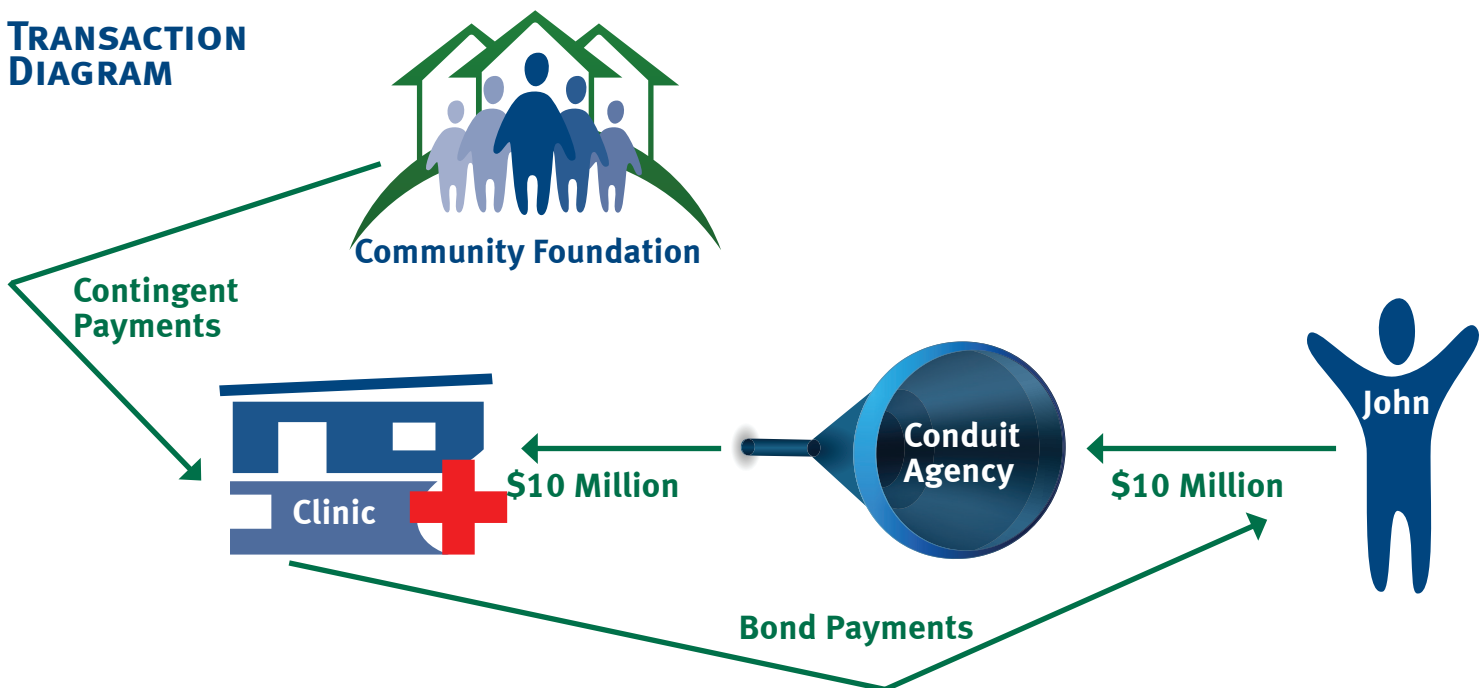 TRANSACTION
DIAGRAM
Community Foundation
Contingent
Payments
John
Conduit
Agency
$10 Million
$10 Million
Clinic
Bond Payments